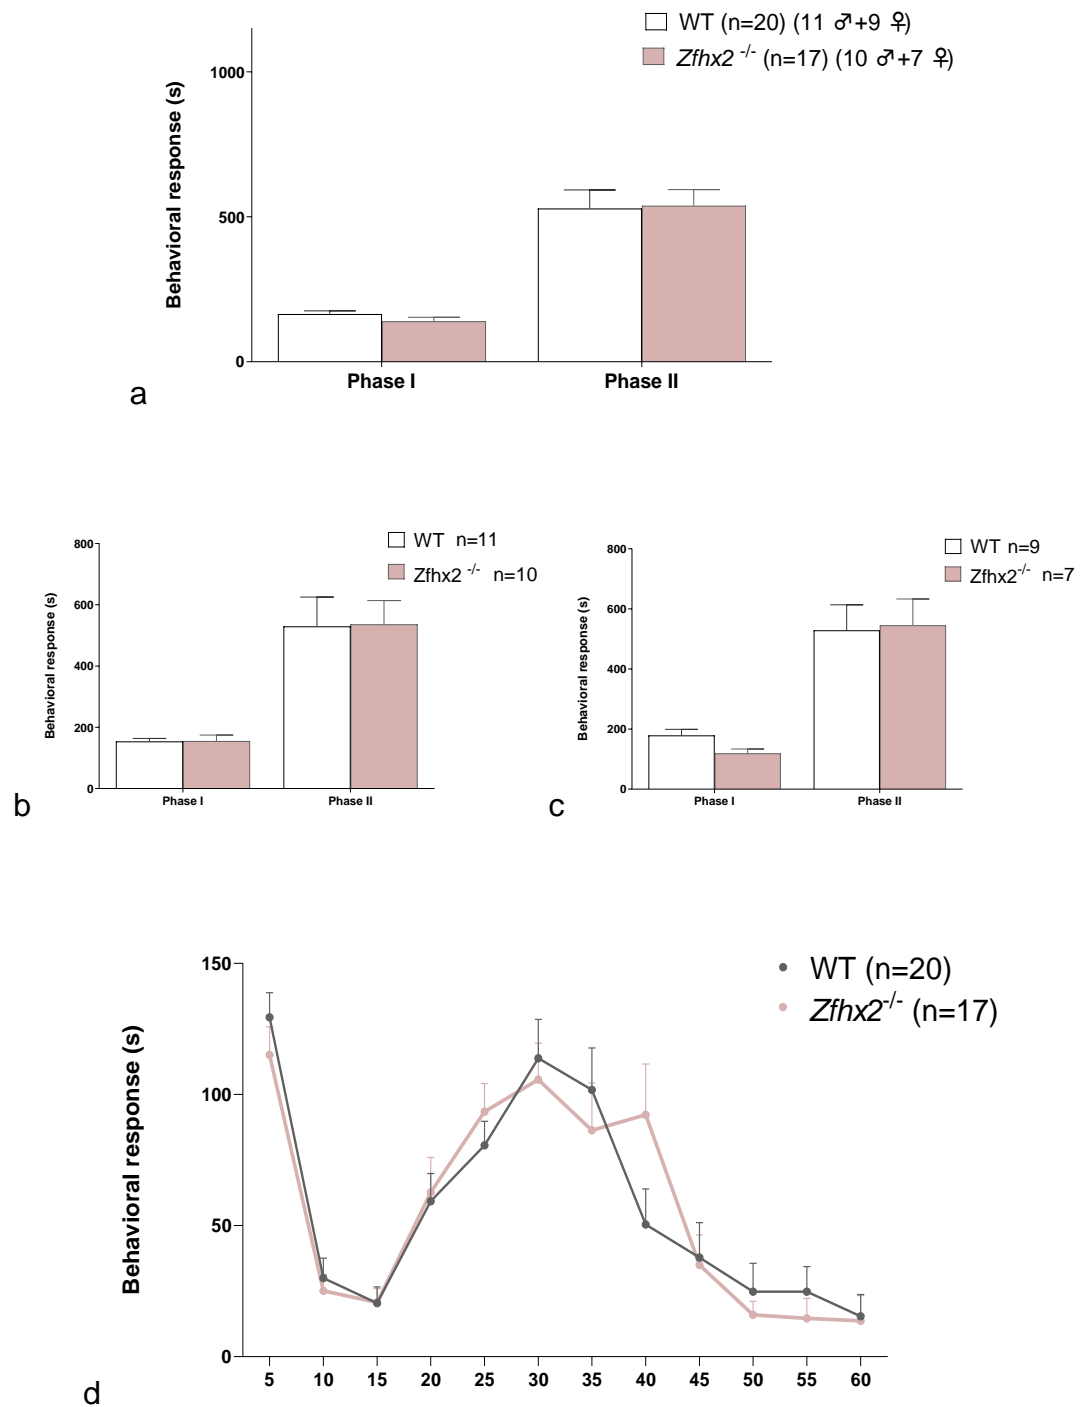 WT (n=20) (11 ♂+9 ♀)
Zfhx2 -/- (n=17) (10 ♂+7 ♀)
Behavioral response (s)
1000
500
0
Phase I Phase II
a
WT n=11
Zfhx2 -/- n=10
Behavioral response (s)
800
600
400
200
0
Phase I Phase II
b
WT n=9
Zfhx2-/- n=7
Behavioral response (s)
800
600
400
200
0
Phase I Phase II
c
WT (n=20)
Zfhx2-/- (n=17)
Behavioral response (s)
150
100
50
0
5 10 15 20 25 30 35 40 45 50 55 60
d